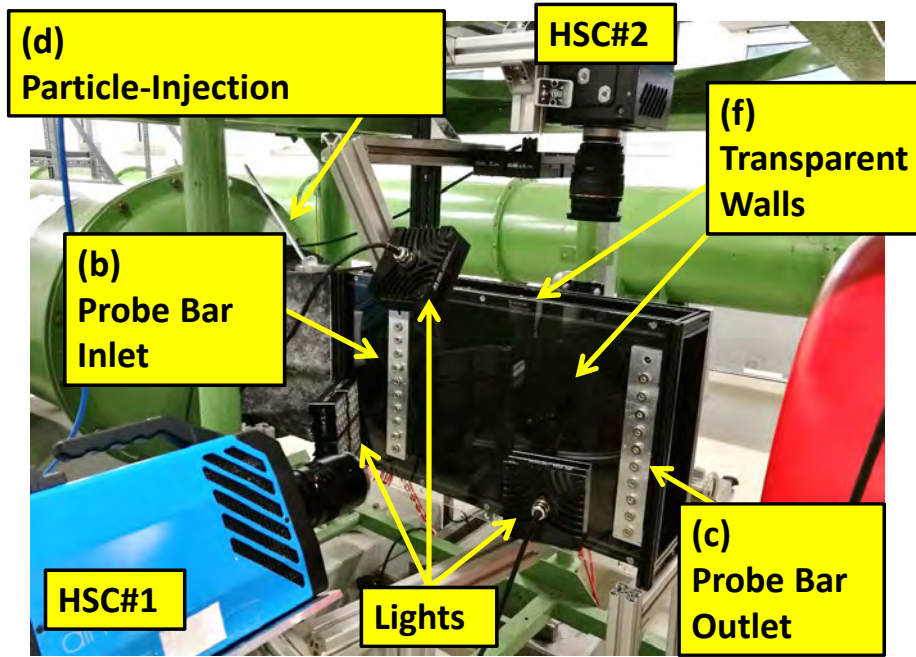 (d)
Particle-Injection
HSC#2
(f)
Transparent
Walls
(b)
Probe Bar
Inlet
(c)
Probe Bar
Outlet
HSC#1
Lights